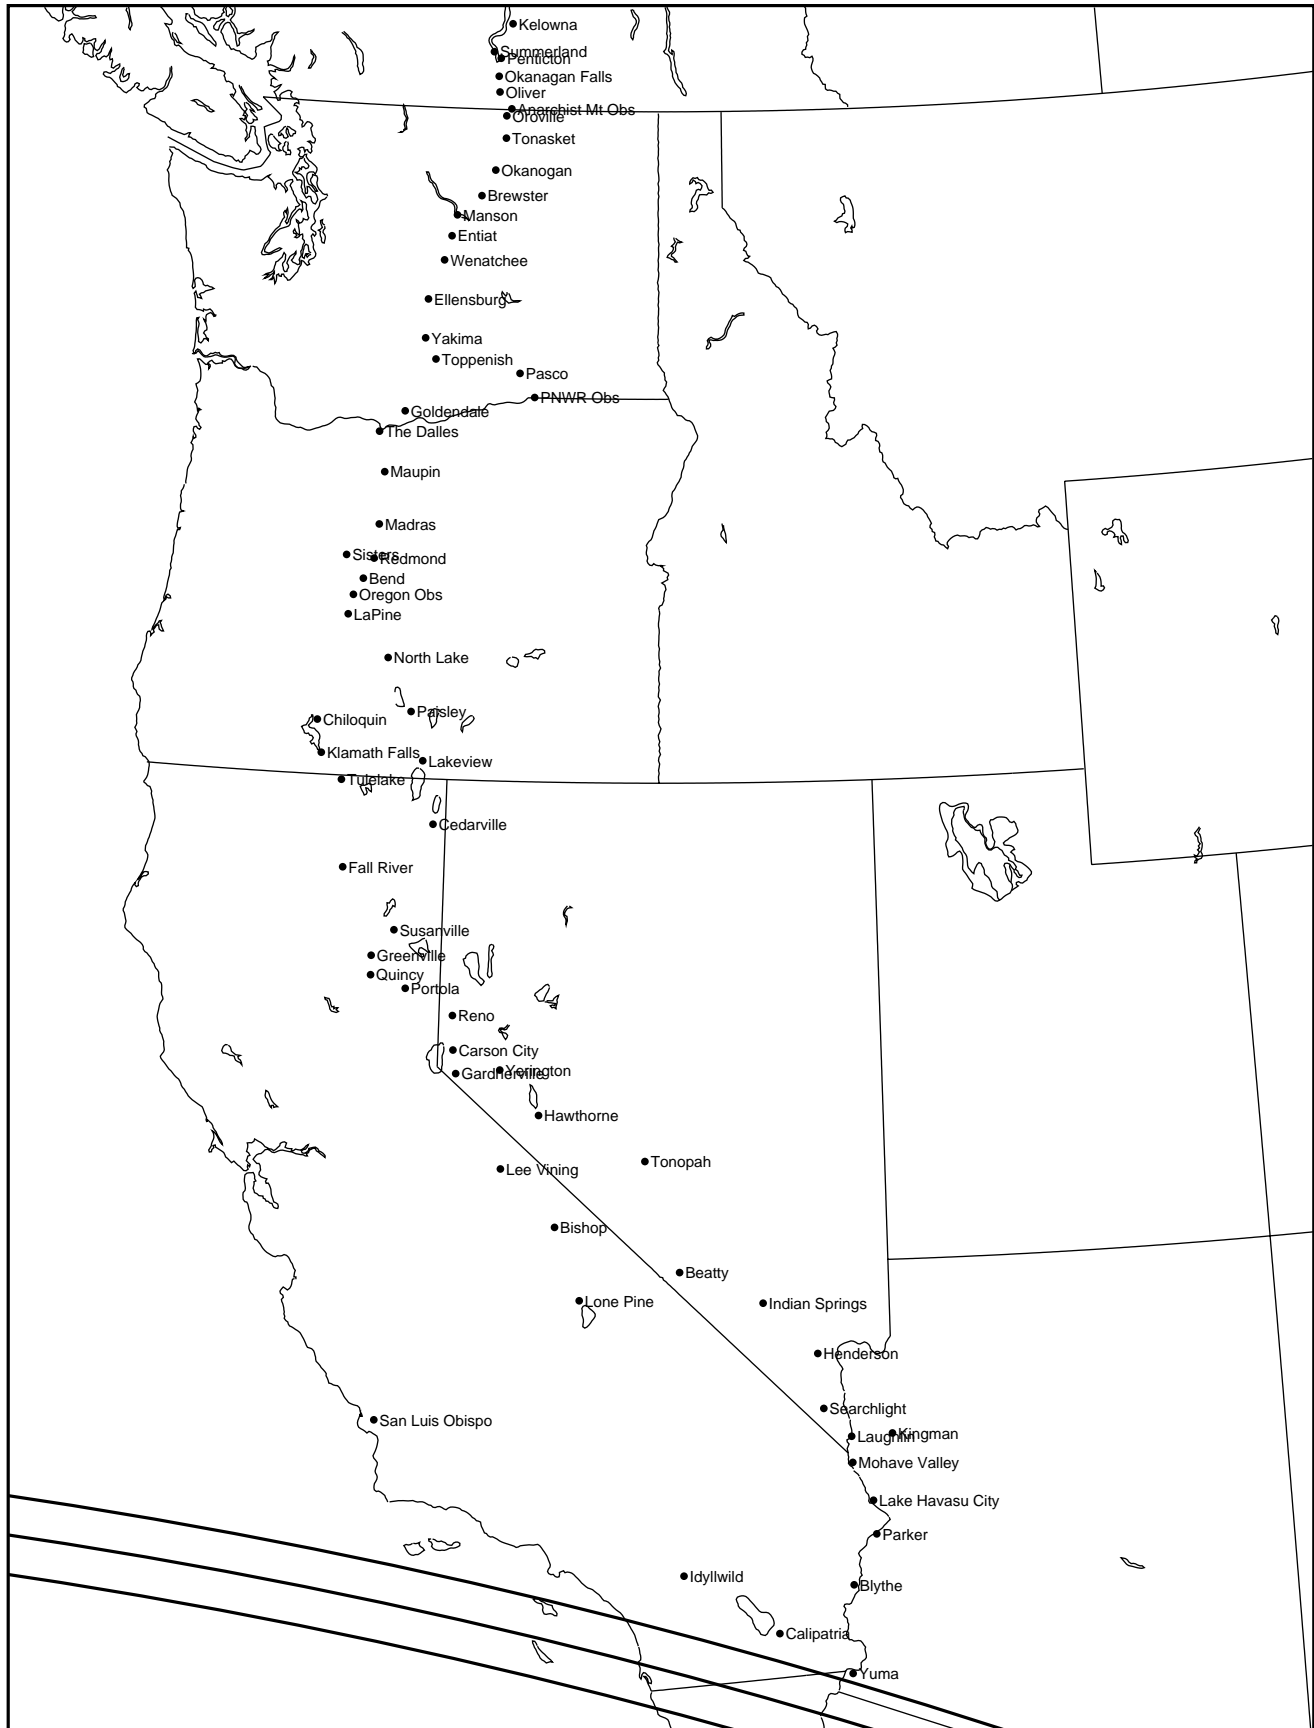 Kelowna
Summerland
Penticton
Okanagan Falls
Oliver
Anarchist Mt Obs
Oroville
Tonasket
Okanogan
Brewster
Manson
Entiat
Wenatchee
Ellensburg
Yakima
Toppenish
Pasco
PNWR Obs
Goldendale
The Dalles
Maupin
Madras
Sisters
Redmond
Bend
Oregon Obs
LaPine
North Lake
Paisley
Chiloquin
Klamath Falls
Lakeview
Tulelake
Cedarville
Fall River
Susanville
Greenville
Quincy
Portola
Reno
Carson City
Yerington
Gardnerville
Hawthorne
Tonopah
Lee Vining
Bishop
Beatty
Lone Pine
Indian Springs
Henderson
Searchlight
San Luis Obispo
Kingman
Laughlin
Mohave Valley
Lake Havasu City
Parker
Idyllwild
Blythe
Calipatria
Yuma